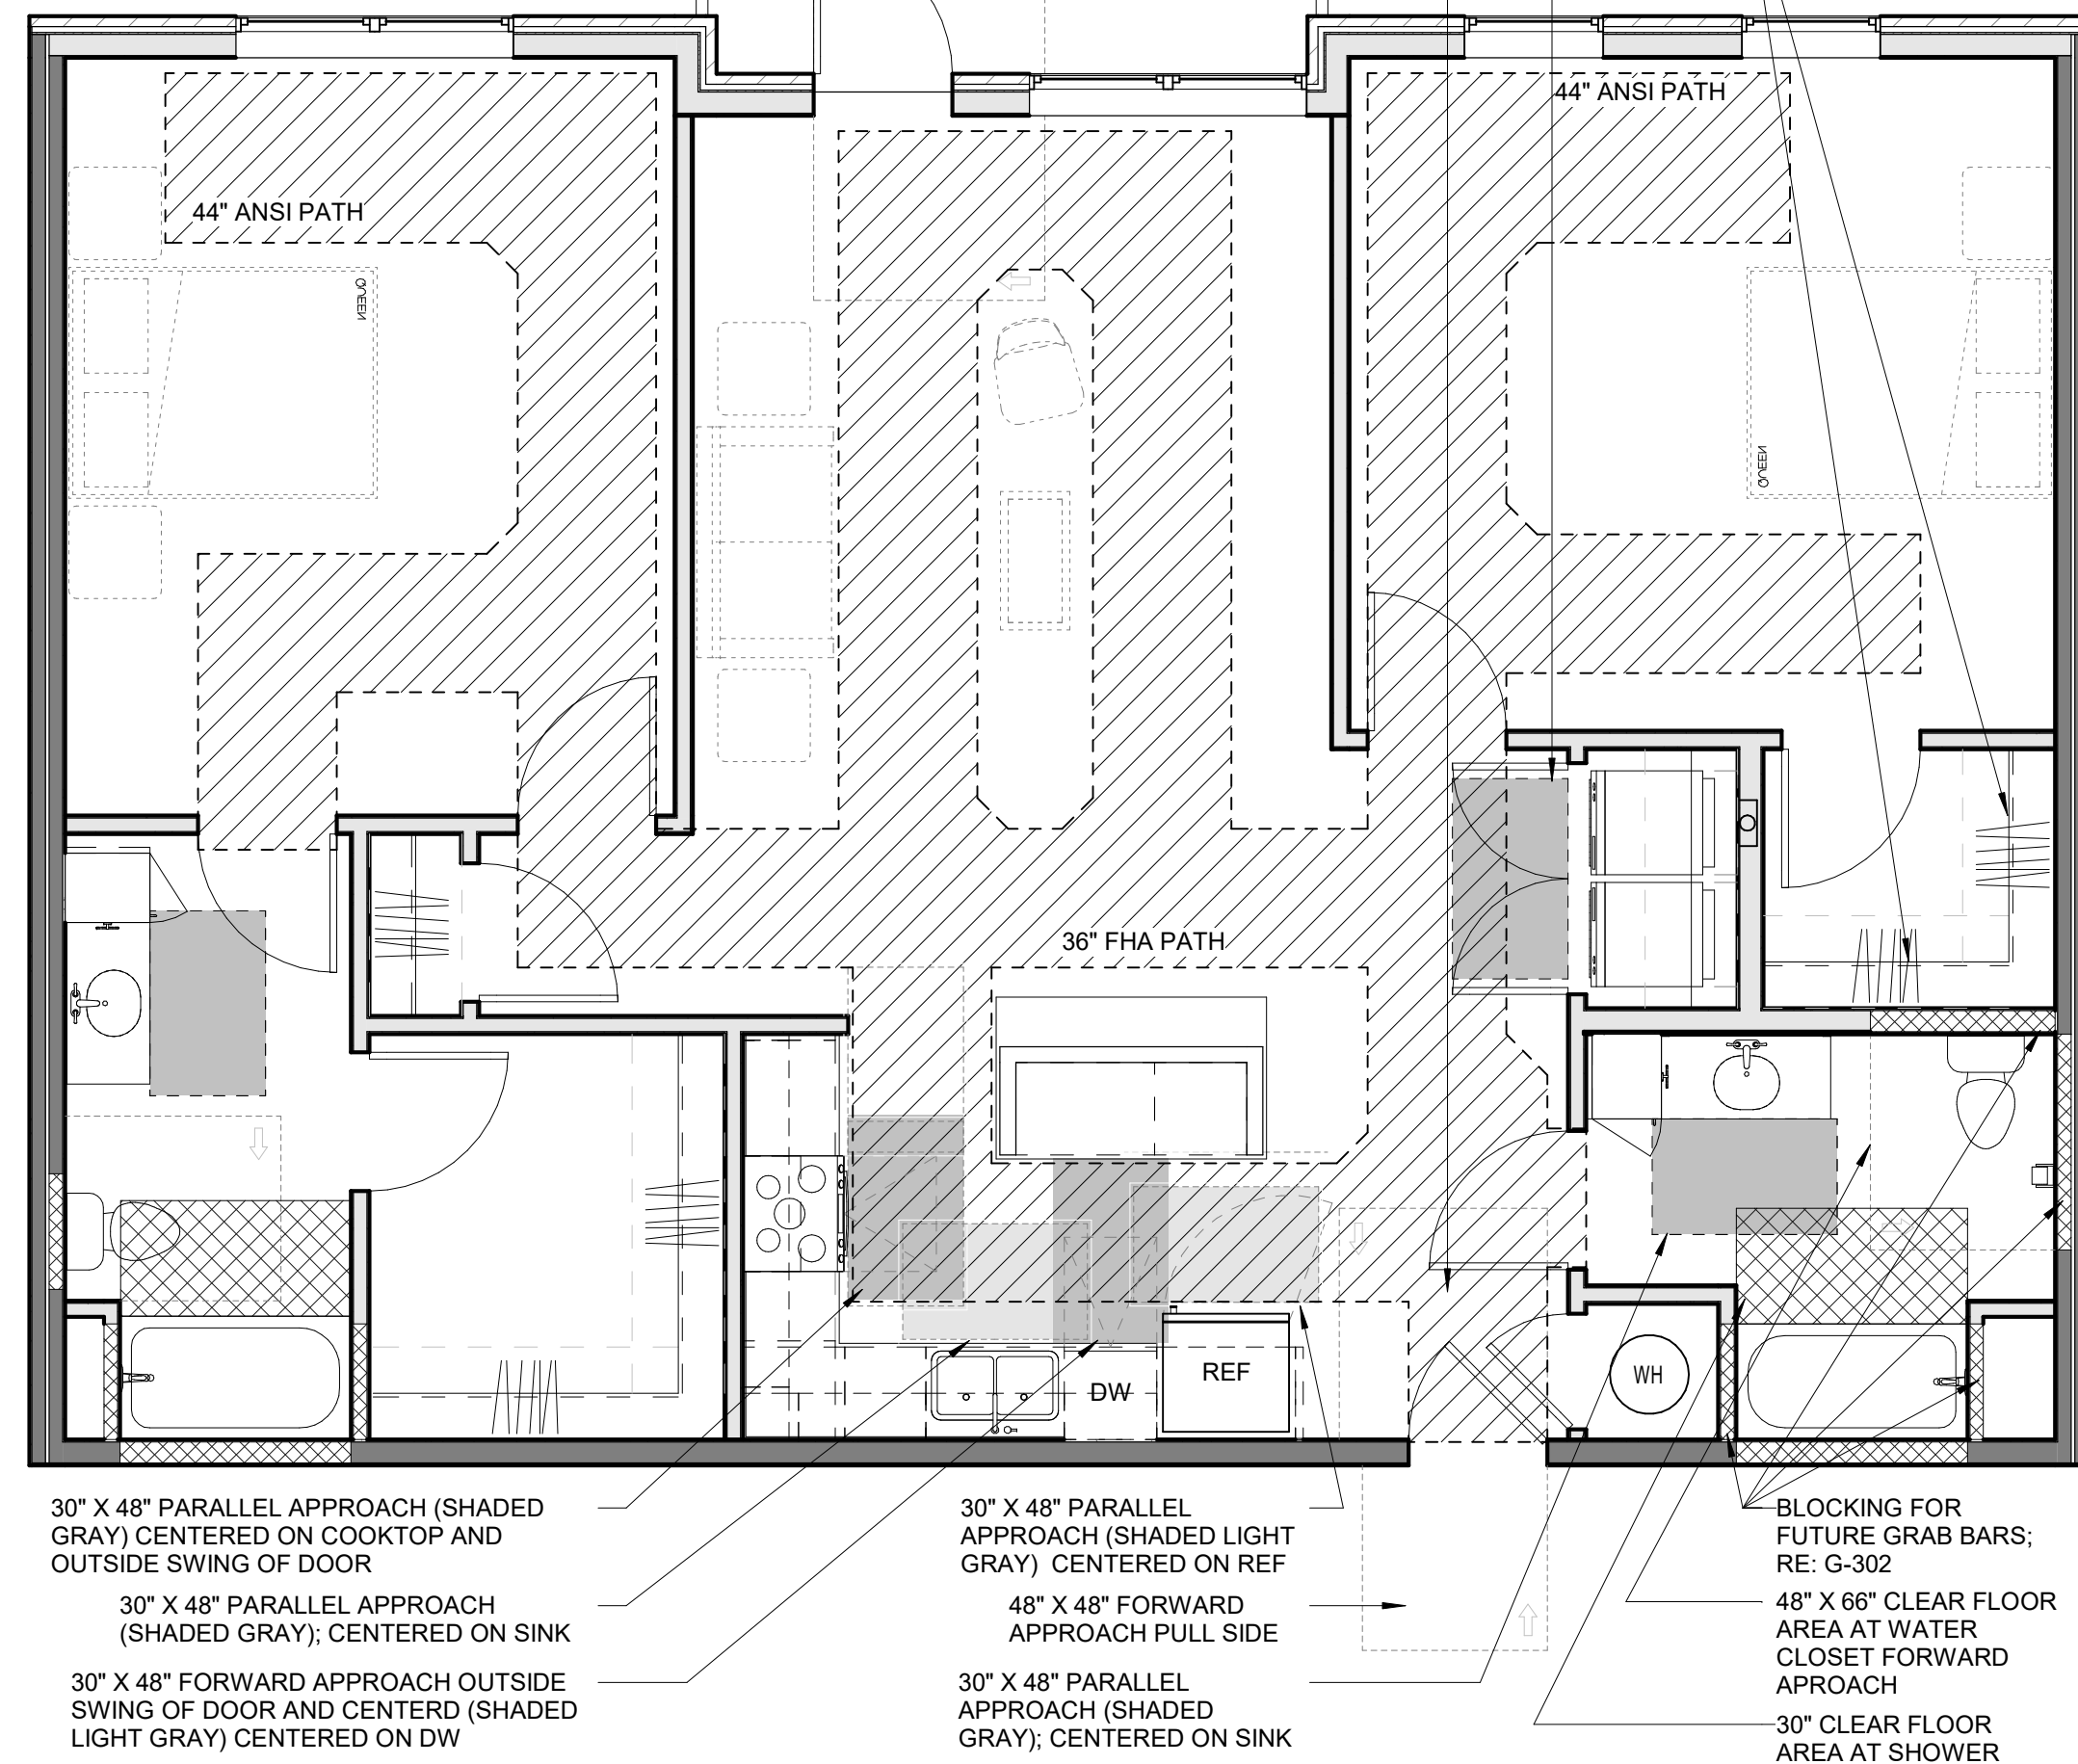 44" ANSI PATH
44" ANSI PATH
QUEEN
QUEEN
36" FHA PATH
REF
DW
WH
30" X 48" PARALLEL APPROACH (SHADED
GRAY) CENTERED ON COOKTOP AND
OUTSIDE SWING OF DOOR
30" X 48" PARALLEL APPROACH
(SHADED GRAY); CENTERED ON SINK
30" X 48" FORWARD APPROACH OUTSIDE
SWING OF DOOR AND CENTERD (SHADED
LIGHT GRAY) CENTERED ON DW
30" X 48" PARALLEL
APPROACH (SHADED LIGHT
GRAY) CENTERED ON REF
48" X 48" FORWARD
APPROACH PULL SIDE
30" X 48" PARALLEL
APPROACH (SHADED
GRAY); CENTERED ON SINK
BLOCKING FOR
FUTURE GRAB BARS;
RE: G-302
48" X 66" CLEAR FLOOR
AREA AT WATER
CLOSET FORWARD
APROACH
30" CLEAR FLOOR
AREA AT SHOWER